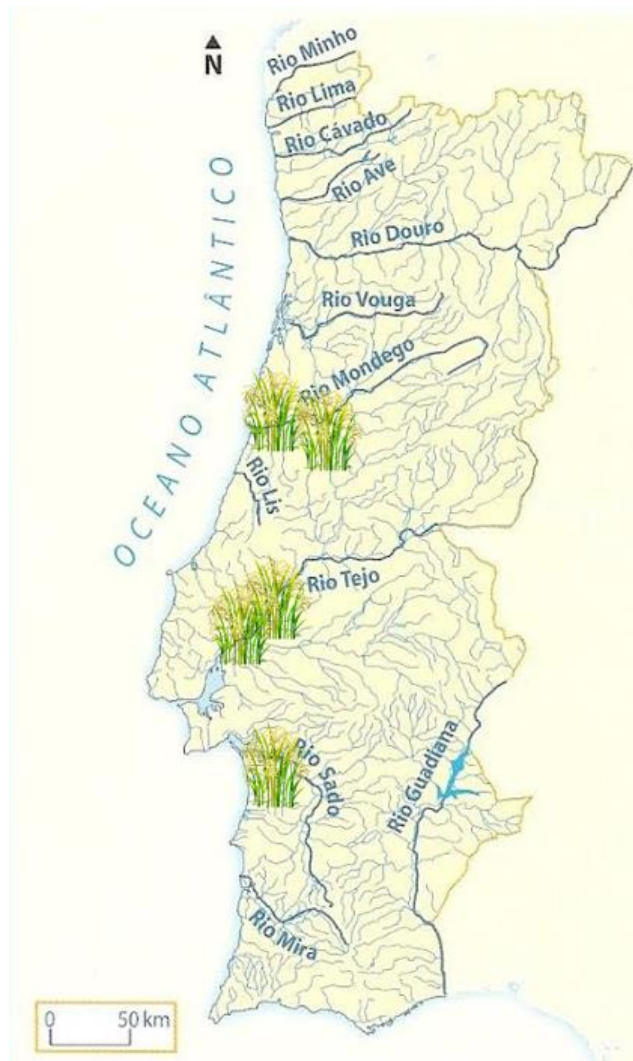 N
Rio Minho
Rio Lima
Rio Cávado
Rio Ave
Rio Douro
Rio Vouga
Rio Mondego
OCEANO ATLÂNTICO
Rio Lis
Rio Tejo
Rio Sado
Rio Guadiana
Rio Mira
0 50 km